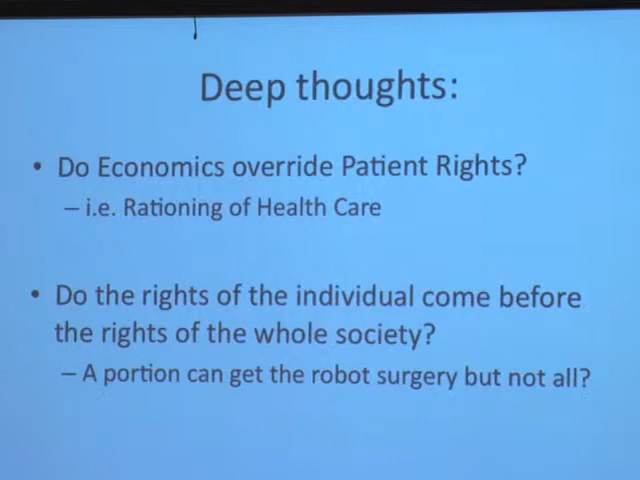 Deep thoughts:
• Do Economics override Patient Rights?
– i.e. Rationing of Health Care
• Do the rights of the individual come before
the rights of the whole society?
– A portion can get the robot surgery but not all?